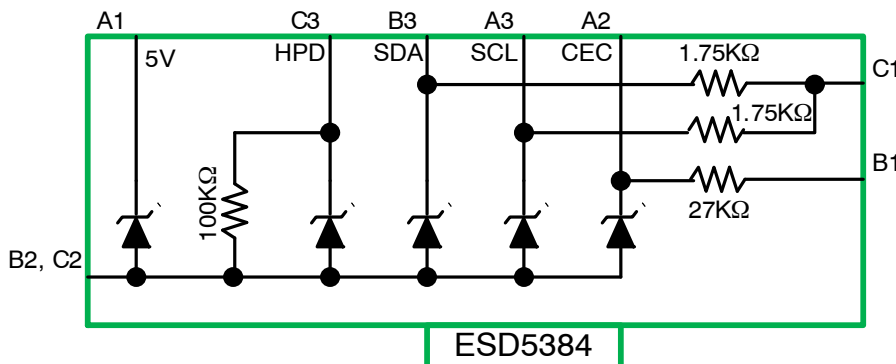 A1 C3 B3 A3 A2
5V HPD SDA SCL CEC 1.75KΩ
C1
1.75KΩ
B1
100KΩ
27KΩ
B2, C2
ESD5384